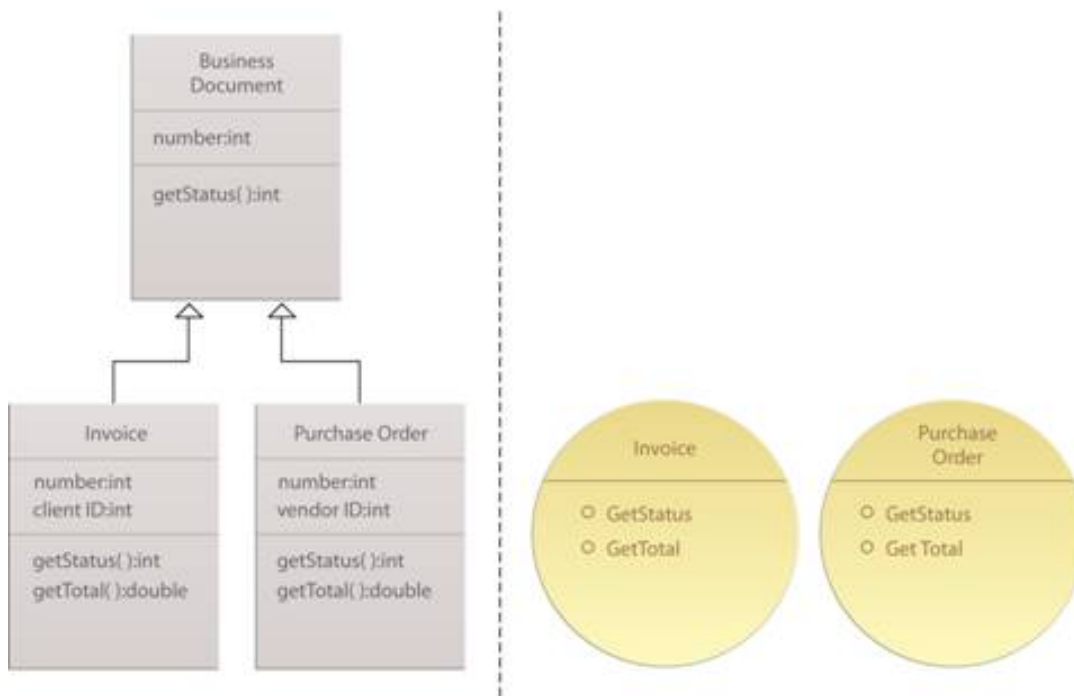 Business
Document
number:int
getStatus( ):int
Invoice
number:int
client ID:int
getStatus( ):int
getTotal( ):double
Purchase Order
number:int
vendor ID:int
getStatus( ):int
getTotal( ):double
Invoice
GetStatus
GetTotal
Purchase
Order
GetStatus
Get Total